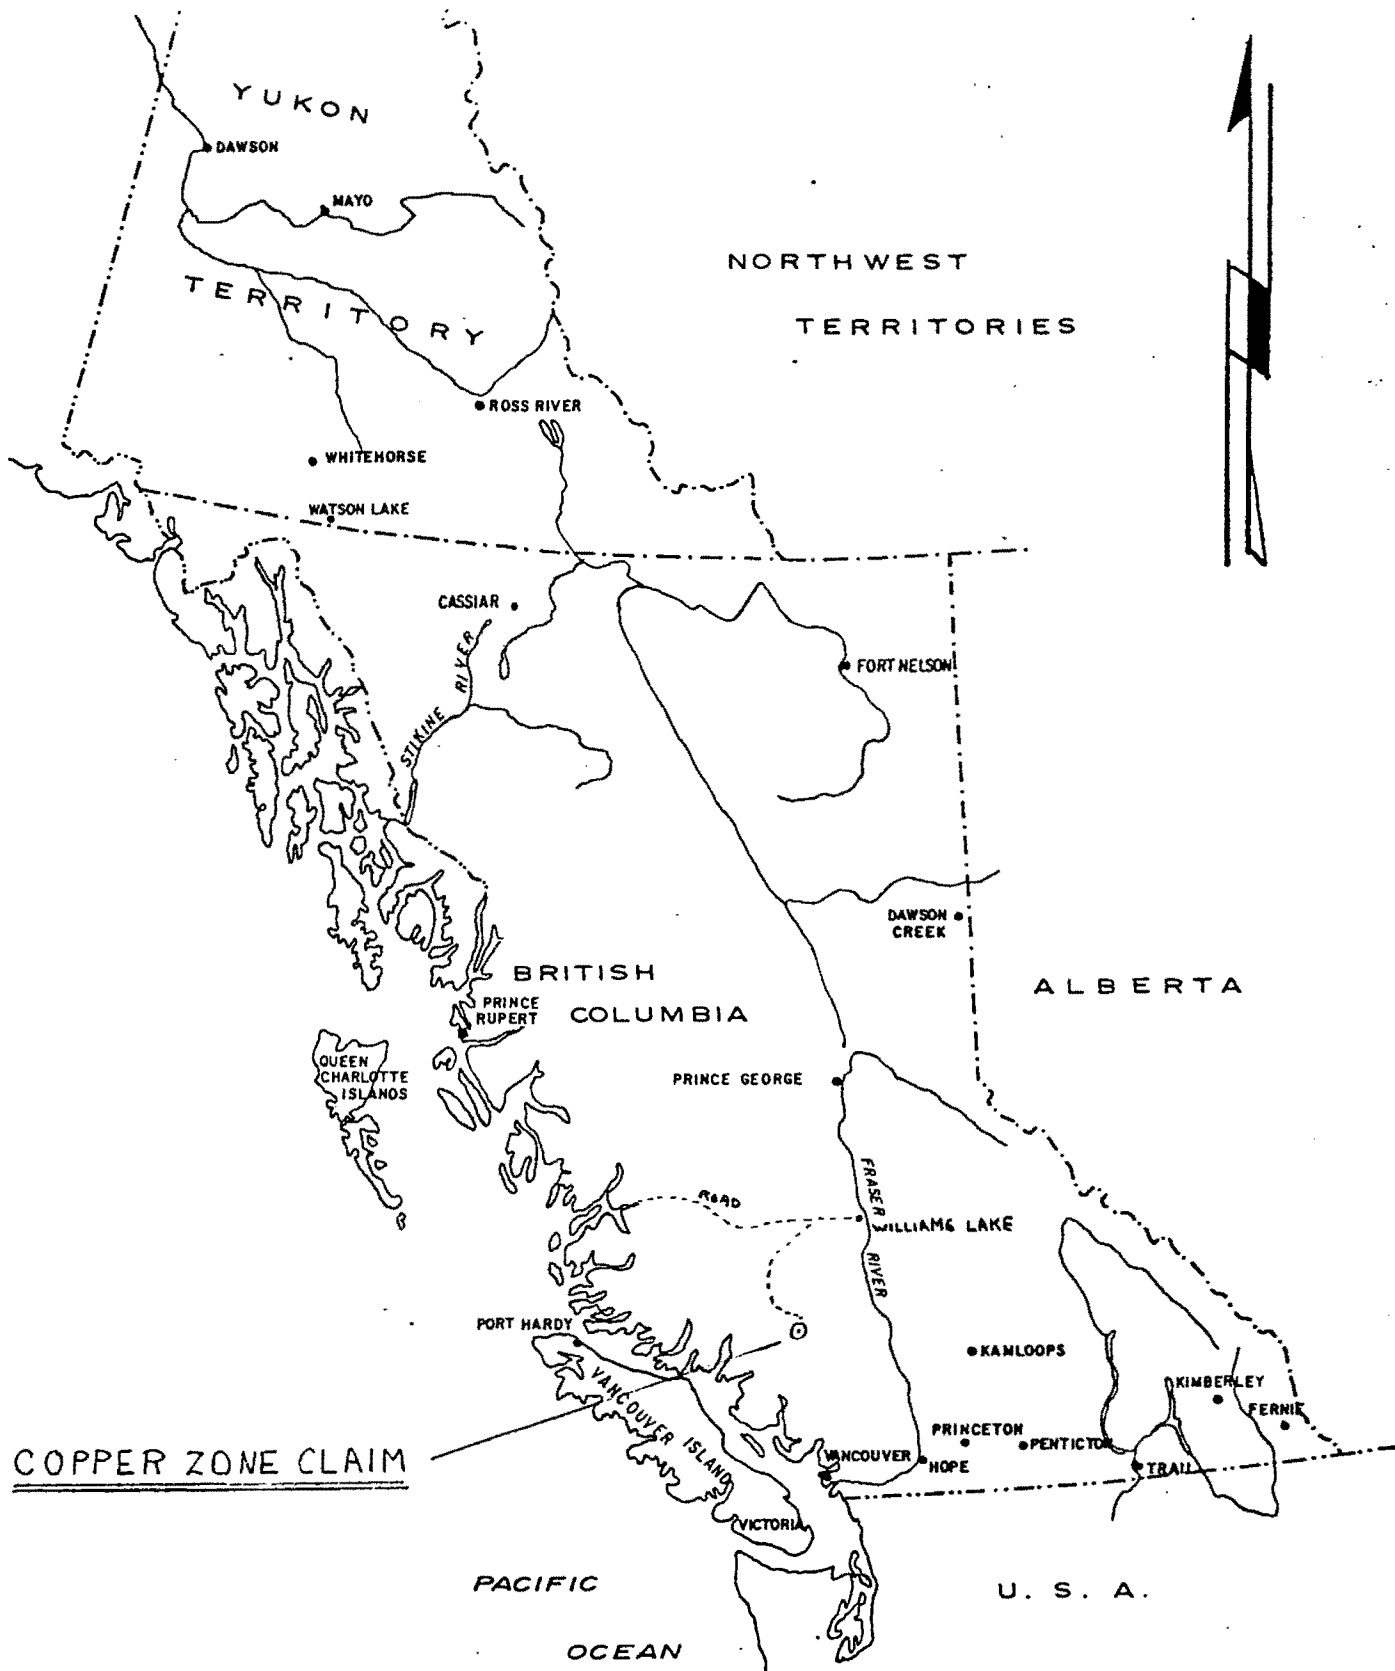 YUKON
DAWSON
MAYO
NORTHWEST
TERRITORIES
TERRITORY
ROSS RIVER
WHITEHORSE
WATSON LAKE
CASSIAR
STIKINE RIVER
FORT NELSON
DAWSON
CREEK
BRITISH
COLUMBIA
ALBERTA
PRINCE
RUPERT
QUEEN
CHARLOTTE
ISLANDS
PRINCE GEORGE
ROAD
FRASER RIVER
WILLIAMS LAKE
PORT HARDY
VANCOUVER ISLAND
KAMLOOPS
KIMBERLEY
FERNIE
PRINCETON
PENTICTON
VANCOUVER
HOPE
TRAIL
COPPER ZONE CLAIM
VICTORIA
PACIFIC
OCEAN
U. S. A.